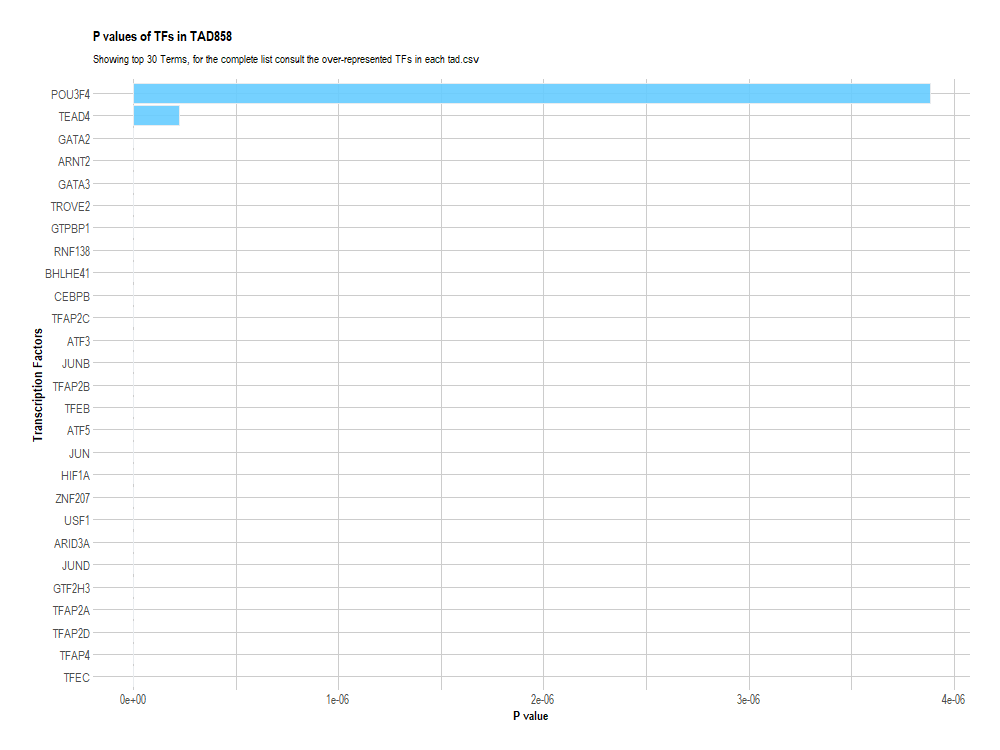 P values of TFs in TAD858
Showing top 30 Terms, for the complete list consult the over-represented TFs in each tad.csv
POU3F4
TEAD4
GATA2
ARNT2
GATA3
TROVE2
GTPBP1
RNF138
BHLHE41
CEBPB
TFAP2C
ATF3
JUNB
TFAP2B
TFEB
ATF5
JUN
HIF1A
ZNF207
USF1
ARID3A
JUND
GTF2H3
TFAP2A
TFAP2D
TFAP4
TFEC
Transcription Factors
0e+00 1e-06 2e-06 3e-06 4e-06
P value